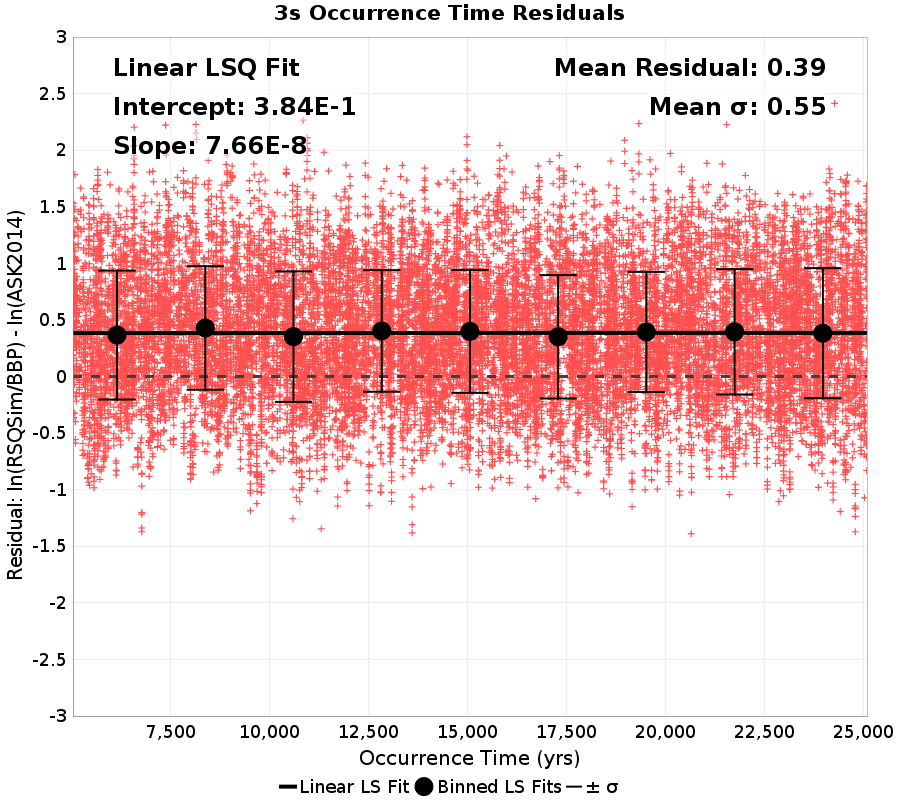 3s Occurrence Time Residuals
Linear LSQ Fit
Intercept: 3.84E-1
Slope: 7.66E-8
Mean Residual: 0.39
Mean σ: 0.55
Residual: ln(RSQSim/BBP) - ln(ASK2014)
3
2.5
2
1.5
1
0.5
0
-0.5
-1
-1.5
-2
-2.5
-3
7,500 10,000 12,500 15,000 17,500 20,000 22,500 25,000
Occurrence Time (yrs)
Linear LS Fit Binned LS Fits ± σ